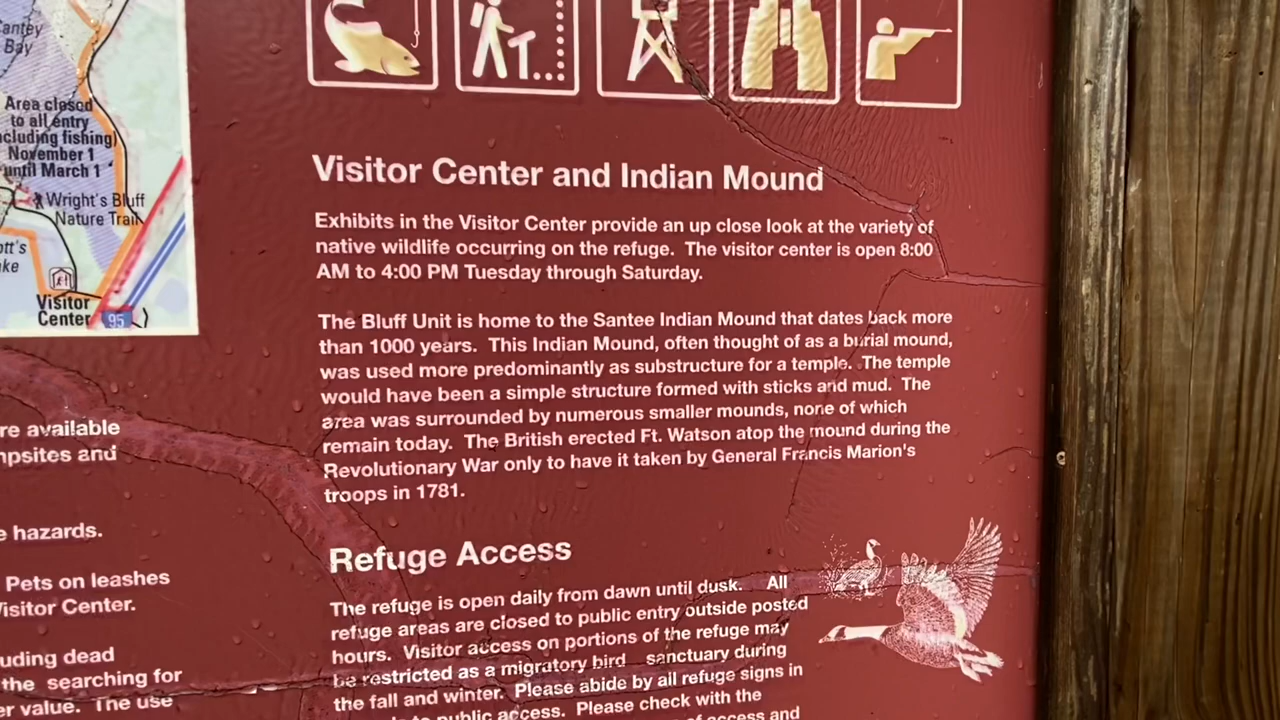 Bay
Area closed
to all entry
including fishing)
November 1
until March 1
Wright's Bluff
Nature Trail
Visitor
Center
95
re available
mpsites and
e hazards.
Pets on leashes
Visitor Center.
uding dead
the searching for
er value. The use
Visitor Center and Indian Mound
Exhibits in the Visitor Center provide an up close look at the variety of
native wildlife occurring on the refuge. The visitor center is open 8:00
AM to 4:00 PM Tuesday through Saturday.
The Bluff Unit is home to the Santee Indian Mound that dates back more
than 1000 years. This Indian Mound, often thought of as a burial mound,
was used more predominantly as substructure for a temple. The temple
would have been a simple structure formed with sticks and mud. The
area was surrounded by numerous smaller mounds, none of which
remain today. The British erected Ft. Watson atop the mound during the
Revolutionary War only to have it taken by General Francis Marion's
troops in 1781.
Refuge Access
The refuge is open daily from dawn until dusk. All
refuge areas are closed to public entry outside posted
hours. Visitor access on portions of the refuge may
be restricted as a migratory bird sanctuary during
the fall and winter. Please abide by all refuge signs in
to public access. Please check with the
of access and